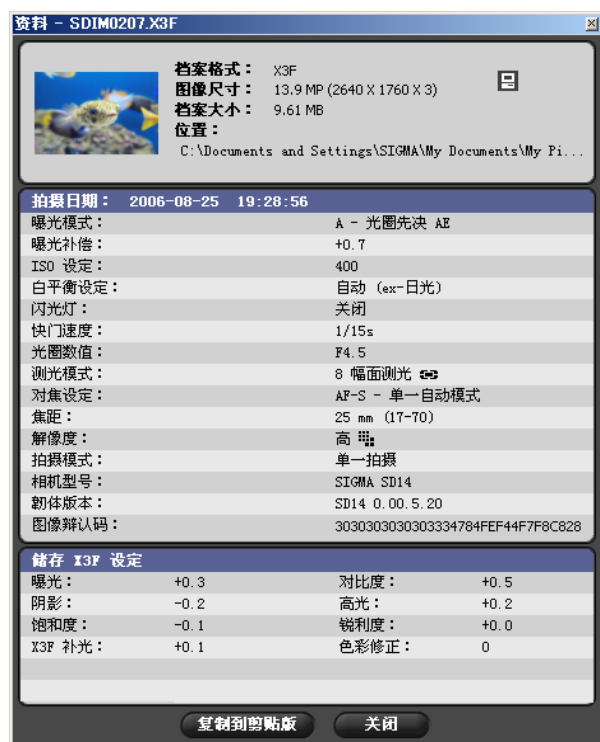 资料 - SDIM0207.X3F
档案格式： X3F
图像尺寸： 13.9 MP (2640 X 1760 X 3)
档案大小： 9.61 MB
位置：
C:\Documents and Settings\SIGMA\My Documents\My Pi...
拍摄日期： 2006-08-25 19:28:56
曝光模式： A - 光圈先决 AE
曝光补偿： +0.7
ISO 设定： 400
白平衡设定： 自动 (ex-日光)
闪光灯： 关闭
快门速度： 1/15s
光圈数值： F4.5
测光模式： 8 幅面测光
对焦设定： AF-S - 单一自动模式
焦距： 25 mm (17-70)
解像度： 高
拍摄模式： 单一拍摄
相机型号： SIGMA SD14
韧体版本： SD14 0.00.5.20
图像辩认码： 3030303030303334784FEF44F7F8C828
储存 X3F 设定
曝光： +0.3 对比度： +0.5
阴影： -0.2 高光： +0.2
饱和度： -0.1 锐利度： +0.0
X3F 补光： +0.1 色彩修正： 0
复制到剪贴版 关闭